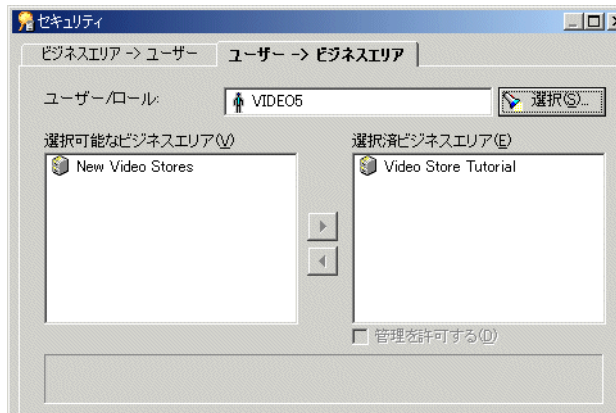 セキュリティ
ビジネスエリア -> ユーザー
ユーザー -> ビジネスエリア
ユーザー/ロール:
VIDEO5
選択(S)...
選択可能なビジネスエリア(V)
選択済ビジネスエリア(E)
New Video Stores
Video Store Tutorial
管理を許可する(D)